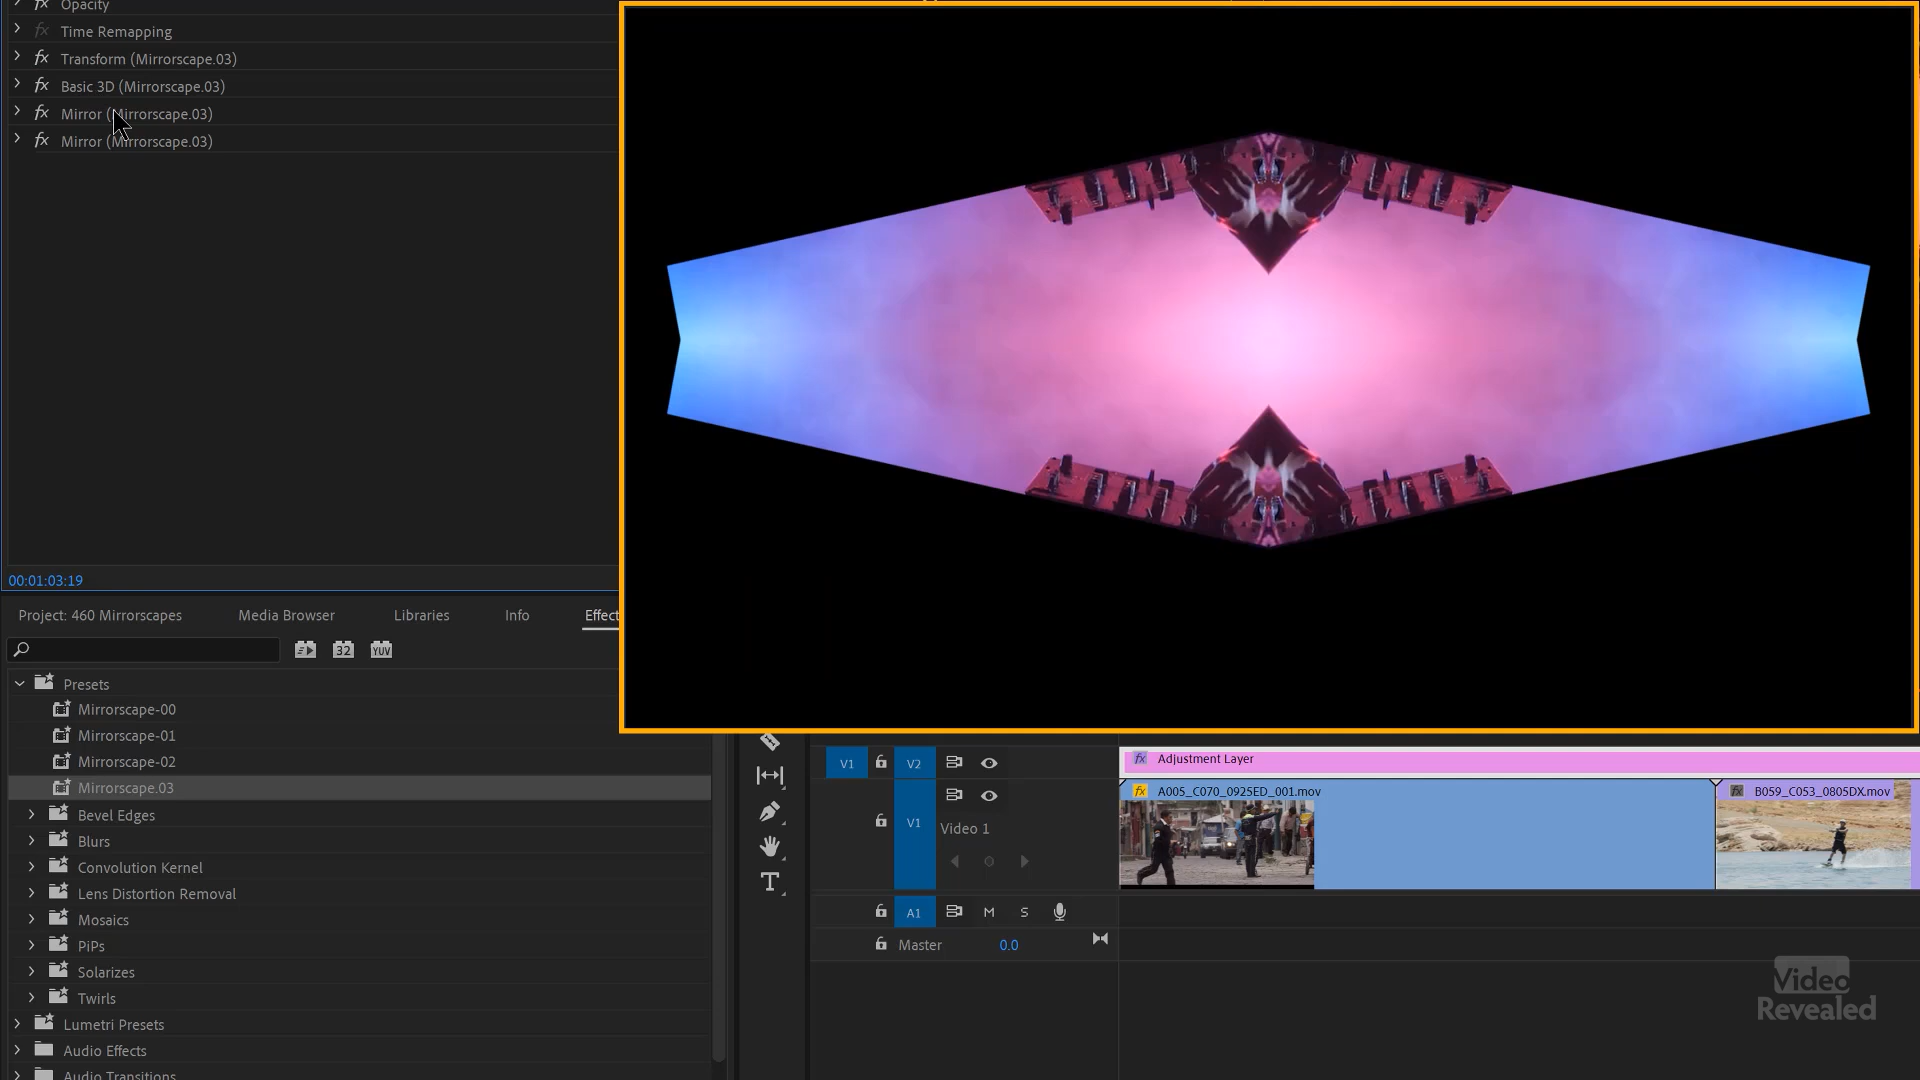 Opacity
Time Remapping
Transform (Mirrorscape.03)
Basic 3D (Mirrorscape.03)
Mirror (Mirrorscape.03)
Mirror (Mirrorscape.03)
00:01:03:19
Project: 460 Mirrorscapes
Media Browser
Libraries
Info
Effect
32
YUV
Presets
Mirrorscape-00
Mirrorscape-01
Mirrorscape-02
Mirrorscape.03
Bevel Edges
Blurs
Convolution Kernel
Lens Distortion Removal
Mosaics
PiPs
Solarizes
Twirls
Lumetri Presets
Audio Effects
Audio Transitions
V1
V2
fx Adjustment Layer
fx A005_C070_0925ED_001.mov
fx B059_C053_0805DX.mov
V1
Video 1
A1
M
S
Master
0.0
Video
Revealed